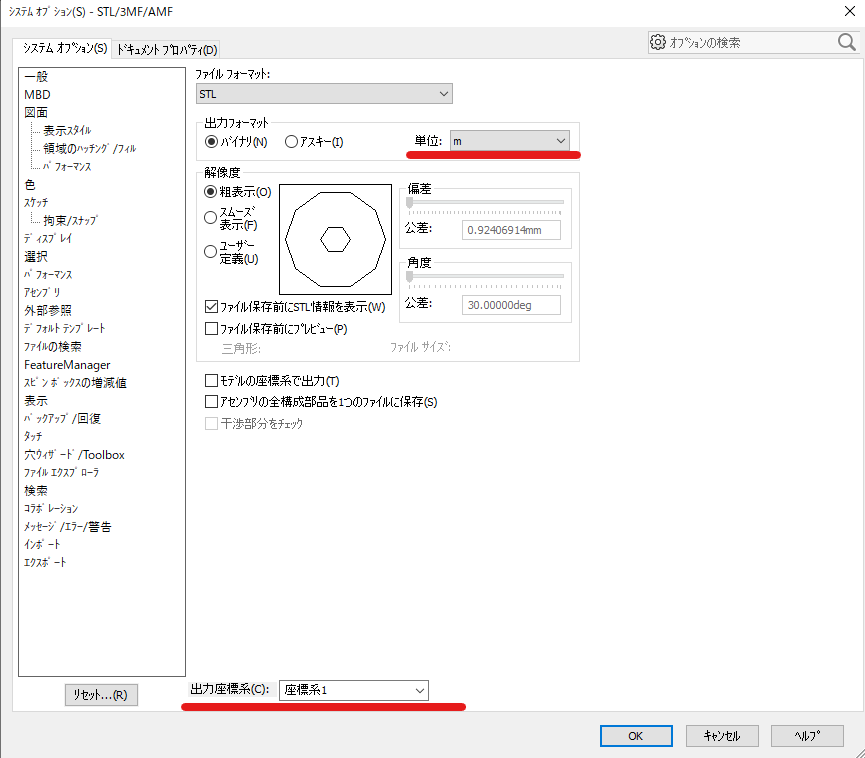 ｼｽﾃﾑ ｵﾌﾟｼｮﾝ(S) - STL/3MF/AMF
ｼｽﾃﾑ ｵﾌﾟｼｮﾝ(S)
ﾄﾞｷｭﾒﾝﾄ ﾌﾟﾛﾊﾟﾃｨ(D)
ｵﾌﾟｼｮﾝの検索
一般
MBD
図面
表示ｽﾀｲﾙ
領域のﾊｯﾁﾝｸﾞ/ﾌｨﾙ
ﾊﾟﾌｫｰﾏﾝｽ
色
ｽｹｯﾁ
拘束/ｽﾅｯﾌﾟ
ﾃﾞｨｽﾌﾟﾚｲ
選択
ﾊﾟﾌｫｰﾏﾝｽ
ｱｾﾝﾌﾞﾘ
外部参照
ﾃﾞﾌｫﾙﾄ ﾃﾝﾌﾟﾚｰﾄ
ﾌｧｲﾙの検索
FeatureManager
ｽﾋﾟﾝ ﾎﾞｯｸｽの増減値
表示
ﾊﾞｯｸｱｯﾌﾟ/回復
ﾀｯﾁ
穴ｳｨｻﾞｰﾄﾞ/Toolbox
ﾌｧｲﾙ ｴｸｽﾌﾟﾛｰﾗ
検索
ｺﾗﾎﾞﾚｰｼｮﾝ
ﾒｯｾｰｼﾞ/ｴﾗｰ/警告
ｲﾝﾎﾟｰﾄ
ｴｸｽﾎﾟｰﾄ
ﾘｾｯﾄ...(R)
ﾌｧｲﾙ ﾌｫｰﾏｯﾄ:
STL
出力ﾌｫｰﾏｯﾄ
ﾊﾞｲﾅﾘ(N)
ｱｽｷｰ(I)
単位:
m
解像度
粗表示(O)
ｽﾑｰｽﾞ
表示(F)
ﾕｰｻﾞｰ
定義(U)
偏差
公差:
0.92406914mm
角度
公差:
30.00000deg
ﾌｧｲﾙ保存前にSTL情報を表示(W)
ﾌｧｲﾙ保存前にﾌﾟﾚﾋﾞｭｰ(P)
三角形:
ﾌｧｲﾙ ｻｲｽﾞ:
ﾓﾃﾞﾙの座標系で出力(T)
ｱｾﾝﾌﾞﾘの全構成部品を1つのﾌｧｲﾙに保存(S)
干渉部分をﾁｪｯｸ
出力座標系(C):
座標系1
OK
ｷｬﾝｾﾙ
ﾍﾙﾌﾟ